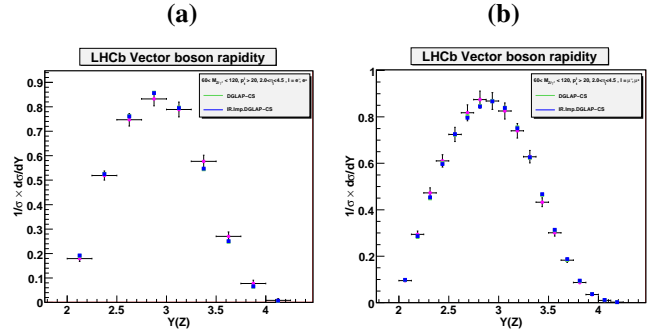 (a)
(b)
LHCb Vector boson rapidity
DGLAP-CS
IR.Imp.DGLAP-CS
1/σ × dσ/dY
0.9
0.8
0.7
0.6
0.5
0.4
0.3
0.2
0.1
0
2
2.5
3
3.5
4
Y(Z)
LHCb Vector boson rapidity
DGLAP-CS
IR.Imp.DGLAP-CS
1/σ × dσ/dY
1
0.8
0.6
0.4
0.2
0
2
2.5
3
3.5
4
Y(Z)